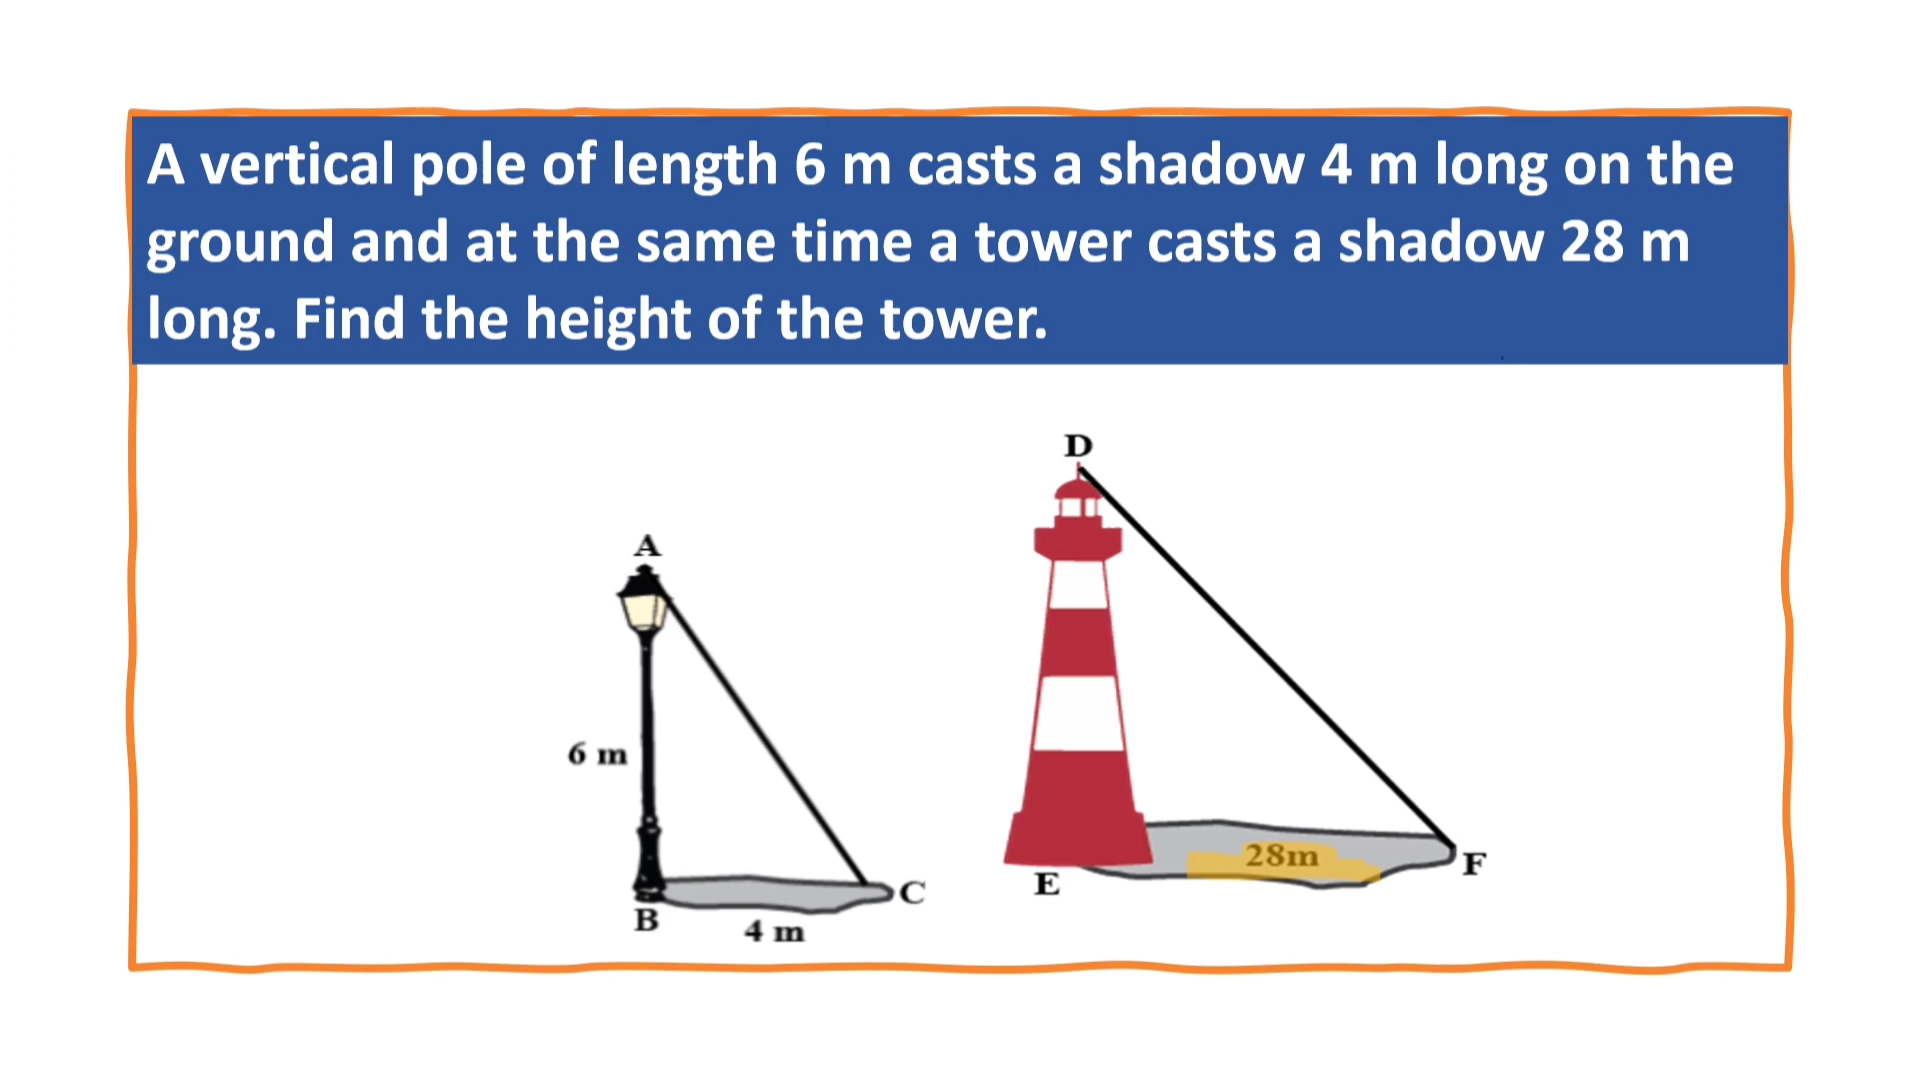 A vertical pole of length 6 m casts a shadow 4 m long on the
ground and at the same time a tower casts a shadow 28 m
long. Find the height of the tower.
D
A
6 m
28m
F
E
C
B
4 m